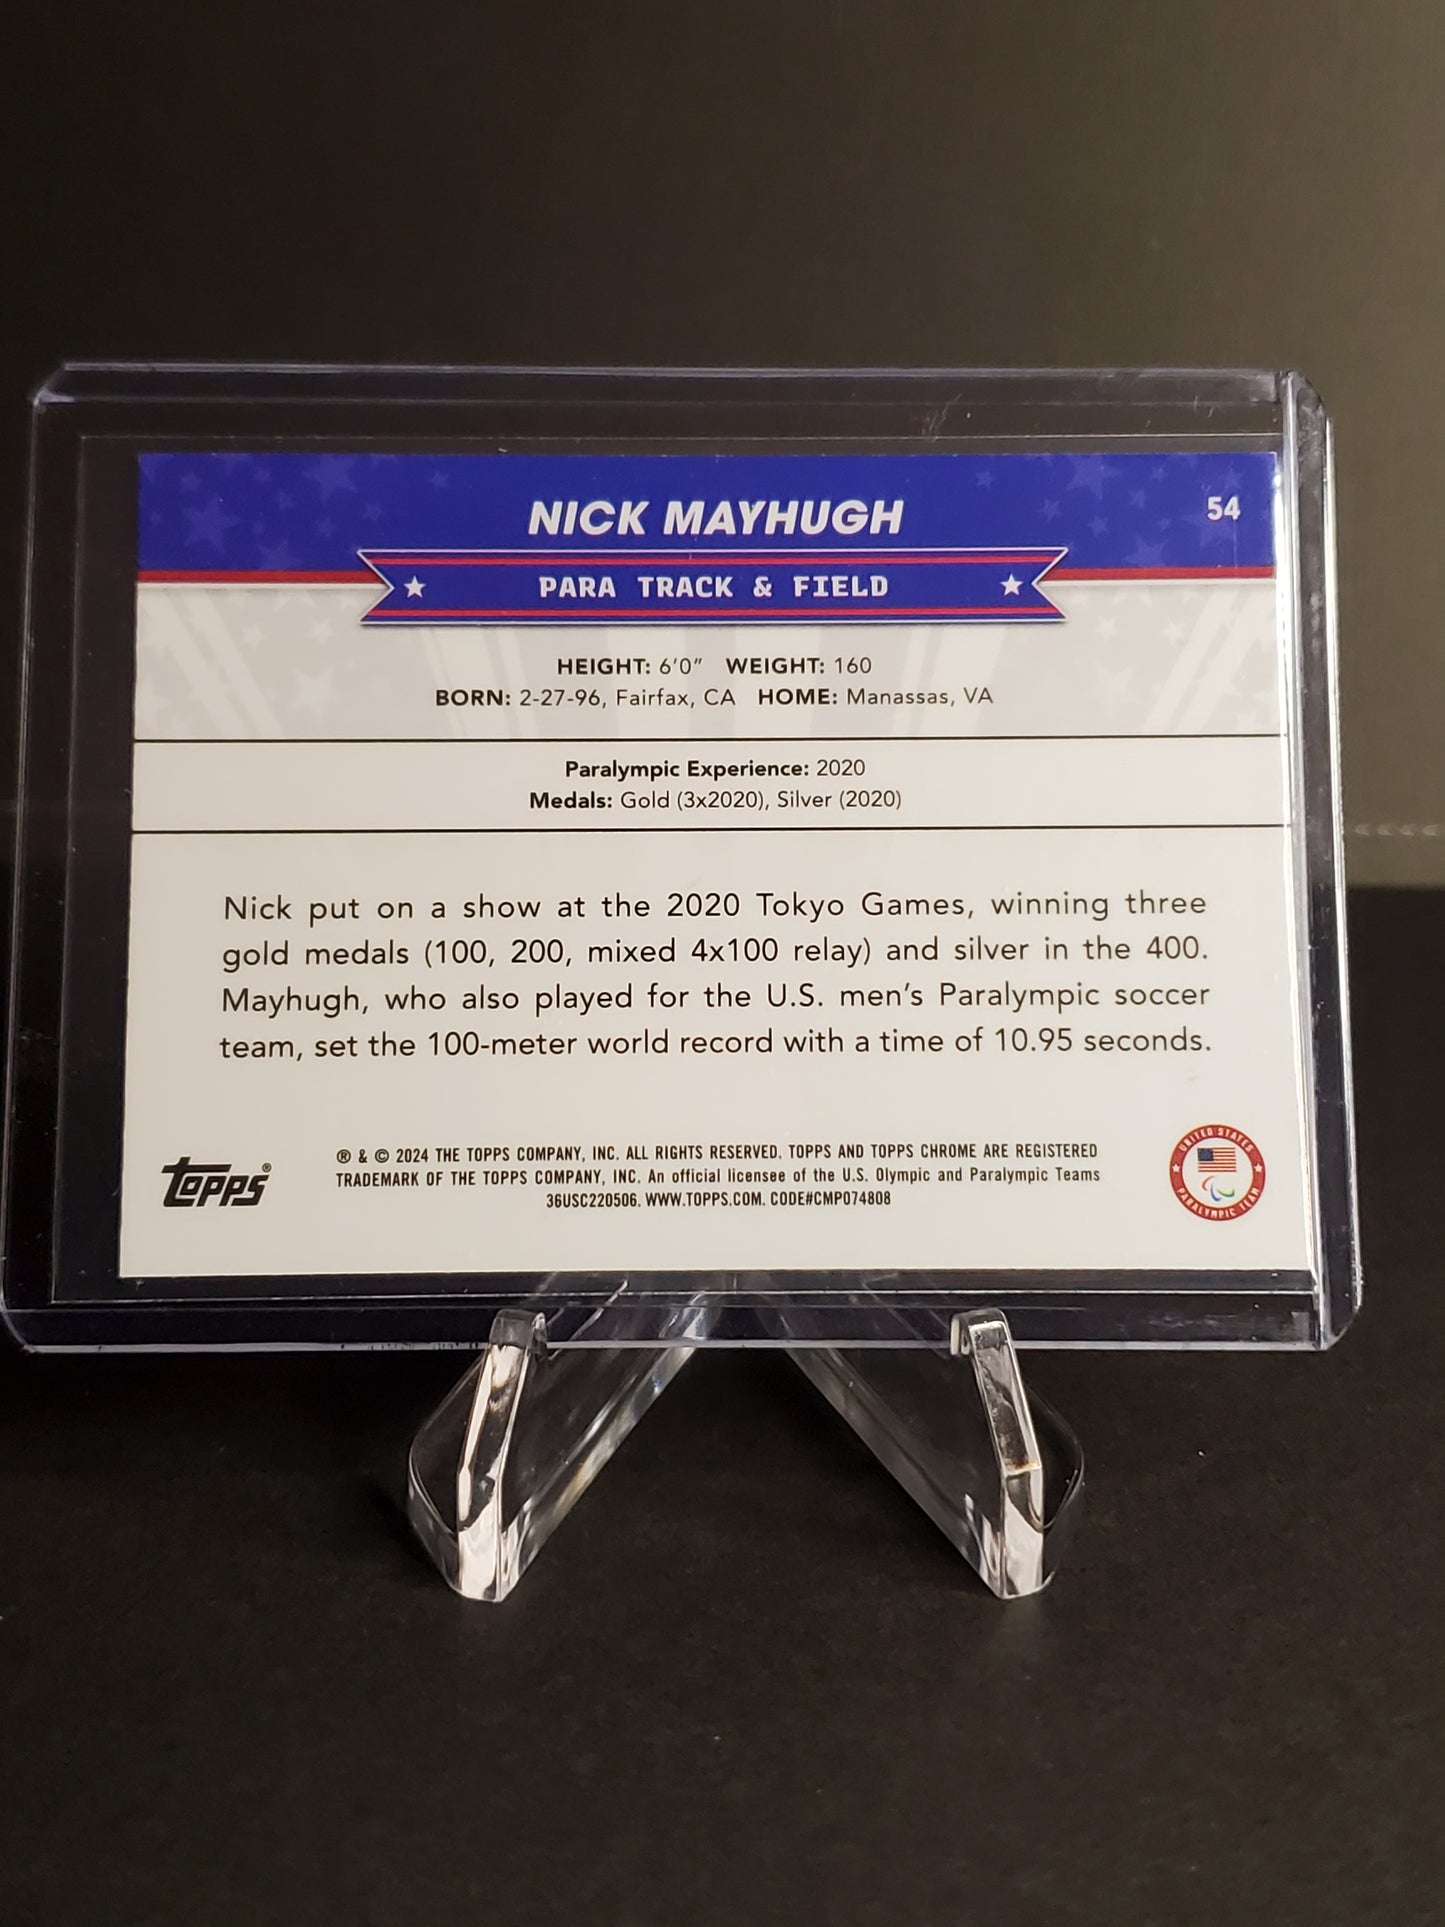 NICK MAYHUGH
54
PARA TRACK & FIELD
HEIGHT: 6'0" WEIGHT: 160
BORN: 2-27-96, Fairfax, CA HOME: Manassas, VA
Paralympic Experience: 2020
Medals: Gold (3x2020), Silver (2020)
Nick put on a show at the 2020 Tokyo Games, winning three
gold medals (100, 200, mixed 4x100 relay) and silver in the 400.
Mayhugh, who also played for the U.S. men's Paralympic soccer
team, set the 100-meter world record with a time of 10.95 seconds.
TOPPS®
® & © 2024 THE TOPPS COMPANY, INC. ALL RIGHTS RESERVED. TOPPS AND TOPPS CHROME ARE REGISTERED
TRADEMARK OF THE TOPPS COMPANY, INC. An official licensee of the U.S. Olympic and Paralympic Teams
36USC220506. WWW.TOPPS.COM. CODE#CMP074808
UNITED STATES
PARALYMPIC TEAM